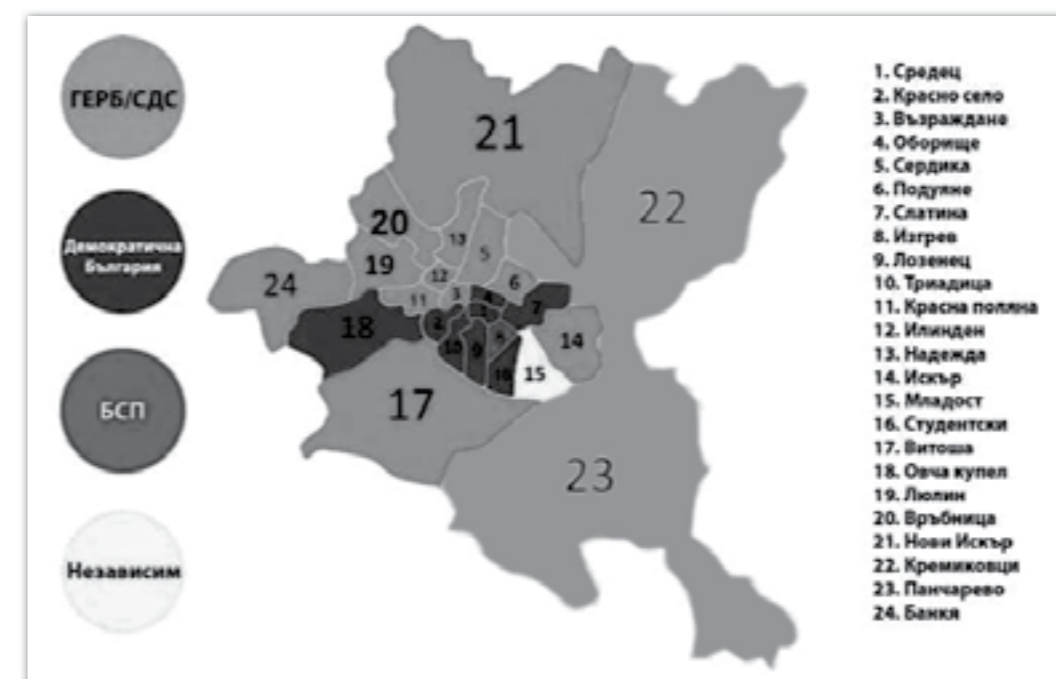 ГЕРБ/СДС
Демократична
България
БСП
Независим
21
22
20
13
5
19
12
6
24
11
3
4
7
18
2
1
14
8
10
9
16
15
17
23
1. Средец
2. Красно село
3. Възраждане
4. Оборище
5. Сердика
6. Подуяне
7. Слатина
8. Изгрев
9. Лозенец
10. Триадица
11. Красна поляна
12. Илинден
13. Надежда
14. Искър
15. Младост
16. Студентски
17. Витоша
18. Овча купел
19. Люлин
20. Връбница
21. Нови Искър
22. Кремиковци
23. Панчарево
24. Банкя